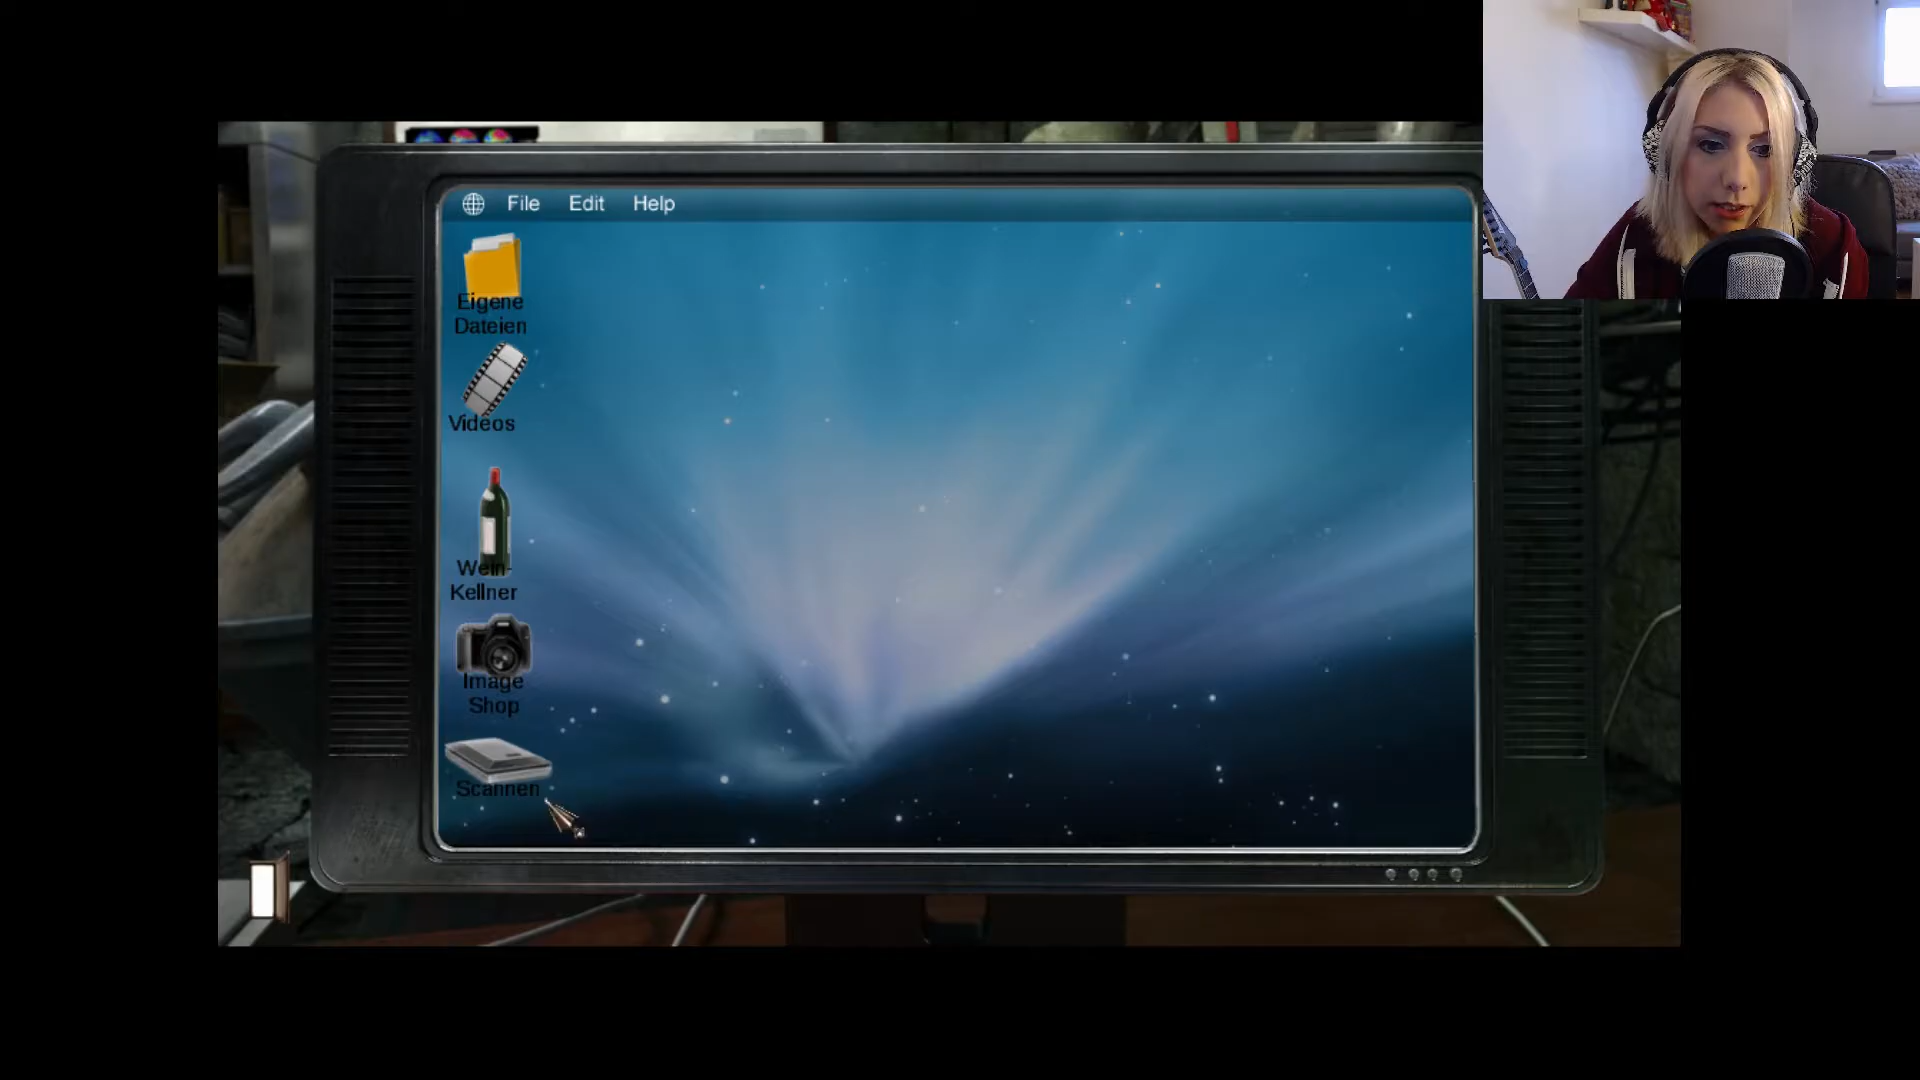 File Edit Help
Eigene
Dateien
Videos
Wein-
Kellner
Image
Shop
Scannen